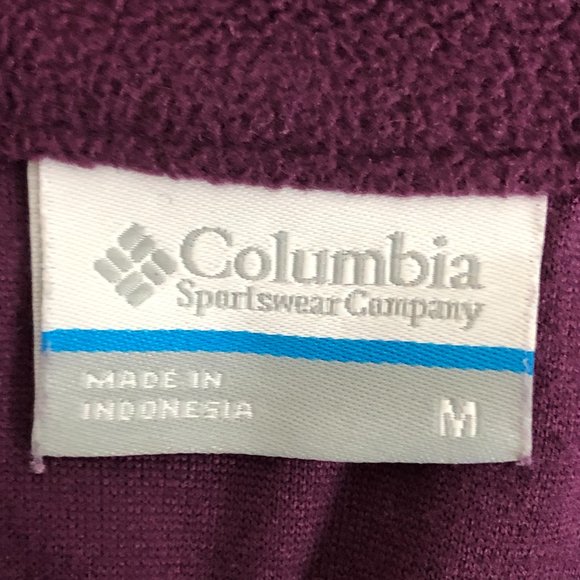 Columbia
Sportswear Company
MADE IN
INDONESIA
M